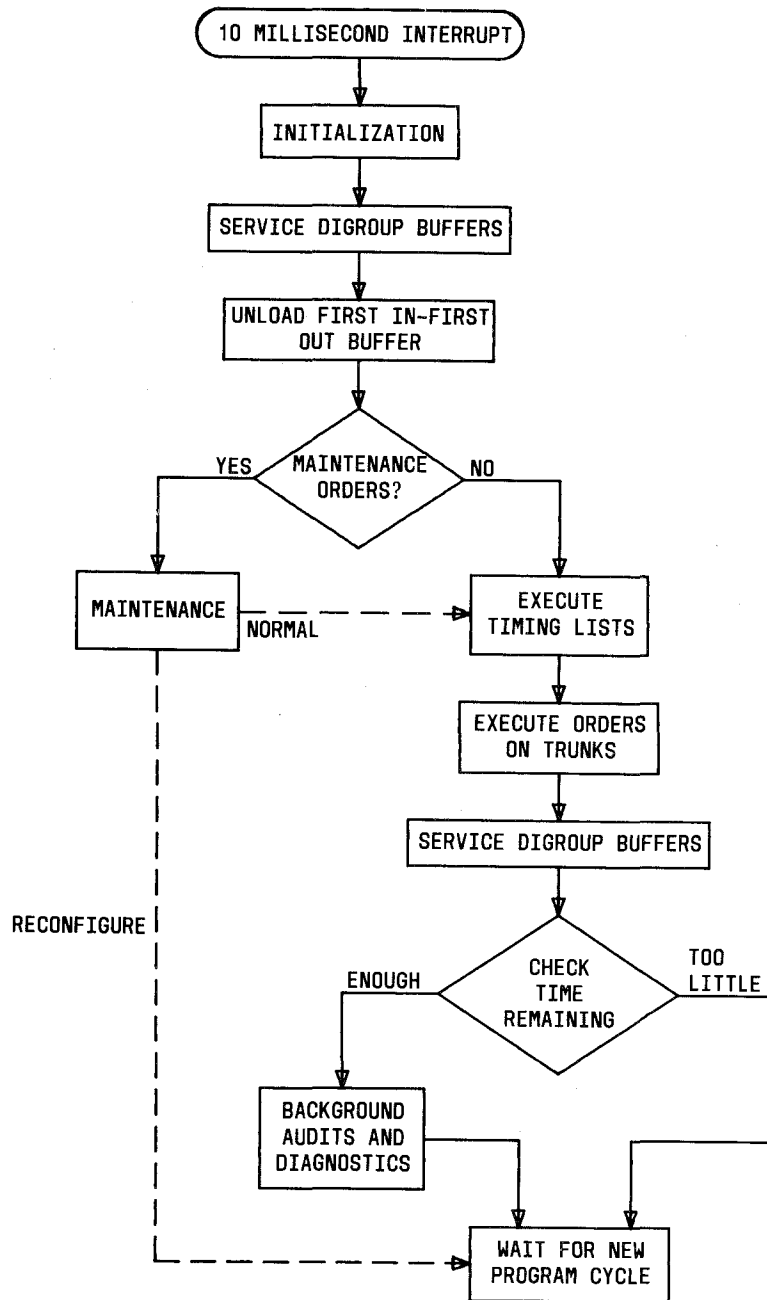 10 MILLISECOND INTERRUPT
INITIALIZATION
SERVICE DIGROUP BUFFERS
UNLOAD FIRST IN-FIRST
OUT BUFFER
YES
MAINTENANCE
ORDERS?
NO
MAINTENANCE
NORMAL
EXECUTE
TIMING LISTS
EXECUTE ORDERS
ON TRUNKS
SERVICE DIGROUP BUFFERS
RECONFIGURE
ENOUGH
CHECK
TIME
REMAINING
TOO
LITTLE
BACKGROUND
AUDITS AND
DIAGNOSTICS
WAIT FOR NEW
PROGRAM CYCLE